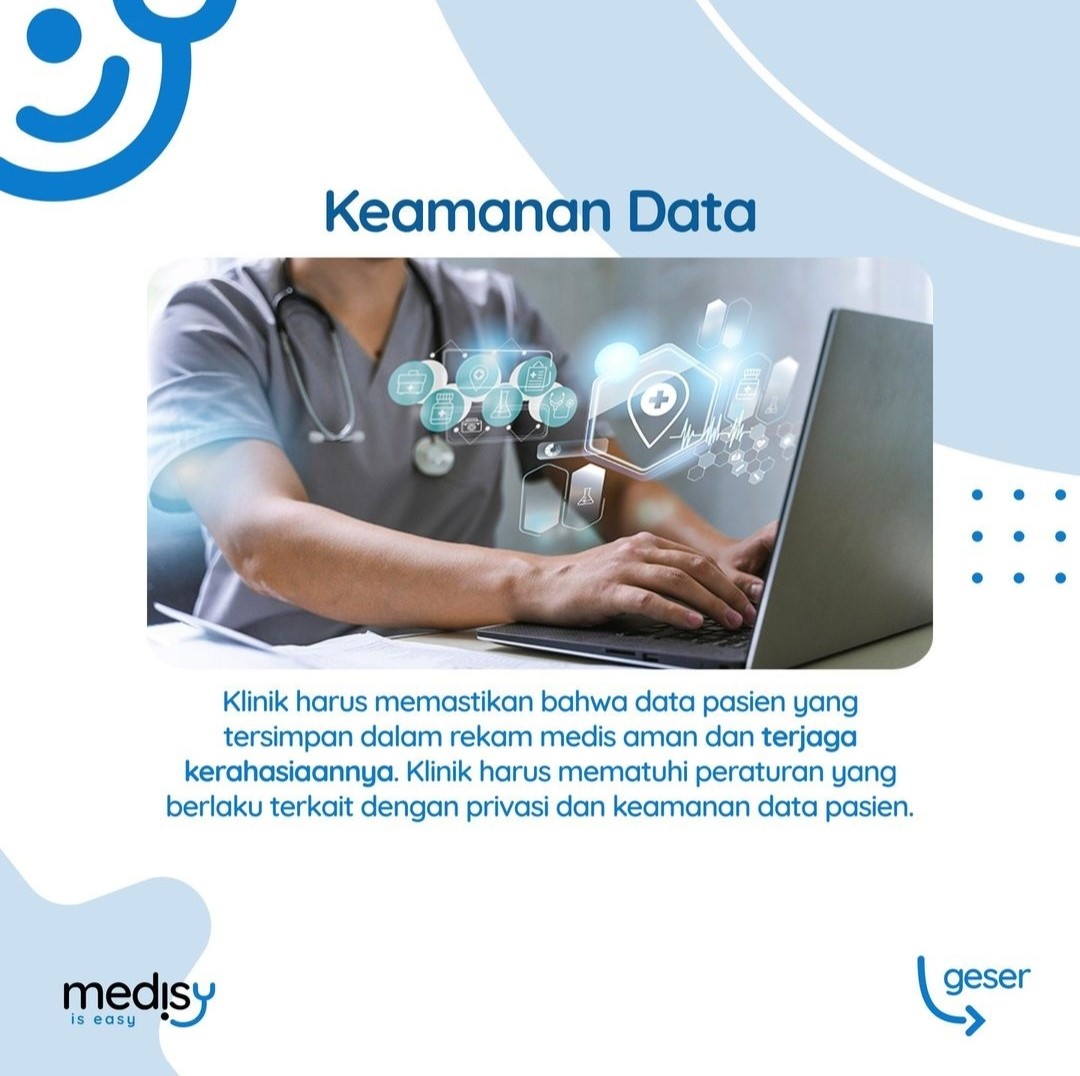 Keamanan Data
Klinik harus memastikan bahwa data pasien yang
tersimpan dalam rekam medis aman dan terjaga
kerahasiaannya. Klinik harus mematuhi peraturan yang
berlaku terkait dengan privasi dan keamanan data pasien.
medisy
is easy
geser